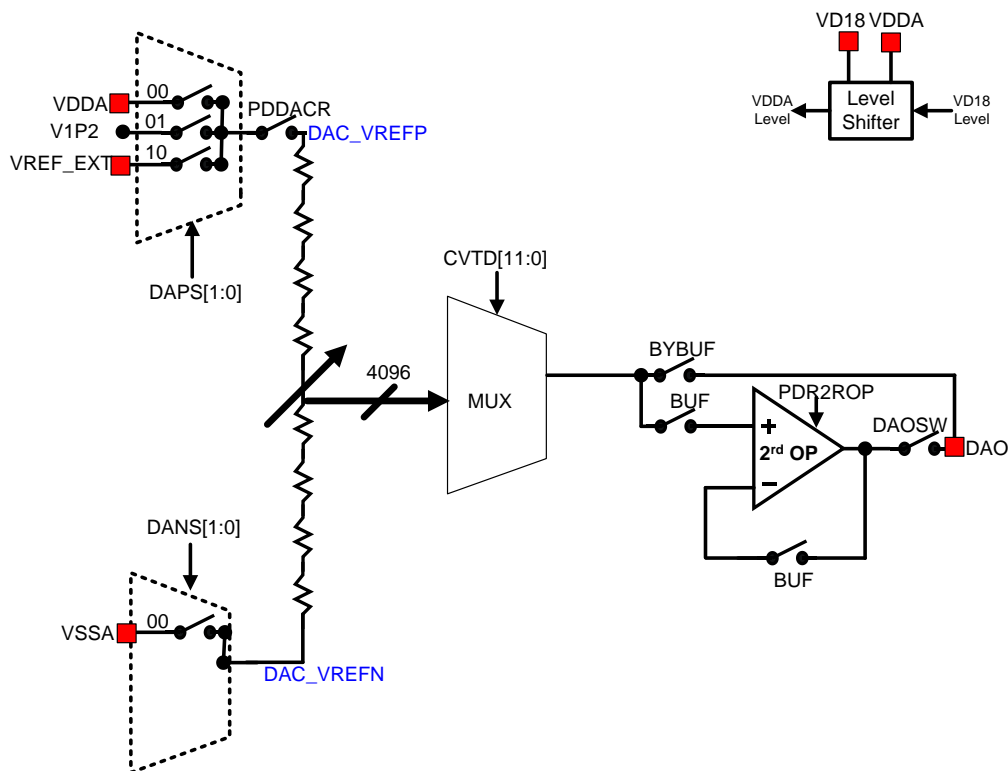 VD18 VDDA
VDDA Level
Level Shifter
VD18 Level
VDDA
00
PDDACR
DAC_VREFP
V1P2
01
VREF_EXT
10
DAPS[1:0]
CVTD[11:0]
4096
MUX
BYBUF
BUF
PDR2ROP
DAOSW
+
2rd OP
−
DAO
BUF
DANS[1:0]
VSSA
00
DAC_VREFN